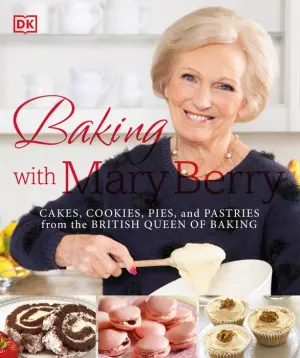 DK
Baking
with Mary Berry
CAKES, COOKIES, PIES, and PASTRIES
from the BRITISH QUEEN OF BAKING